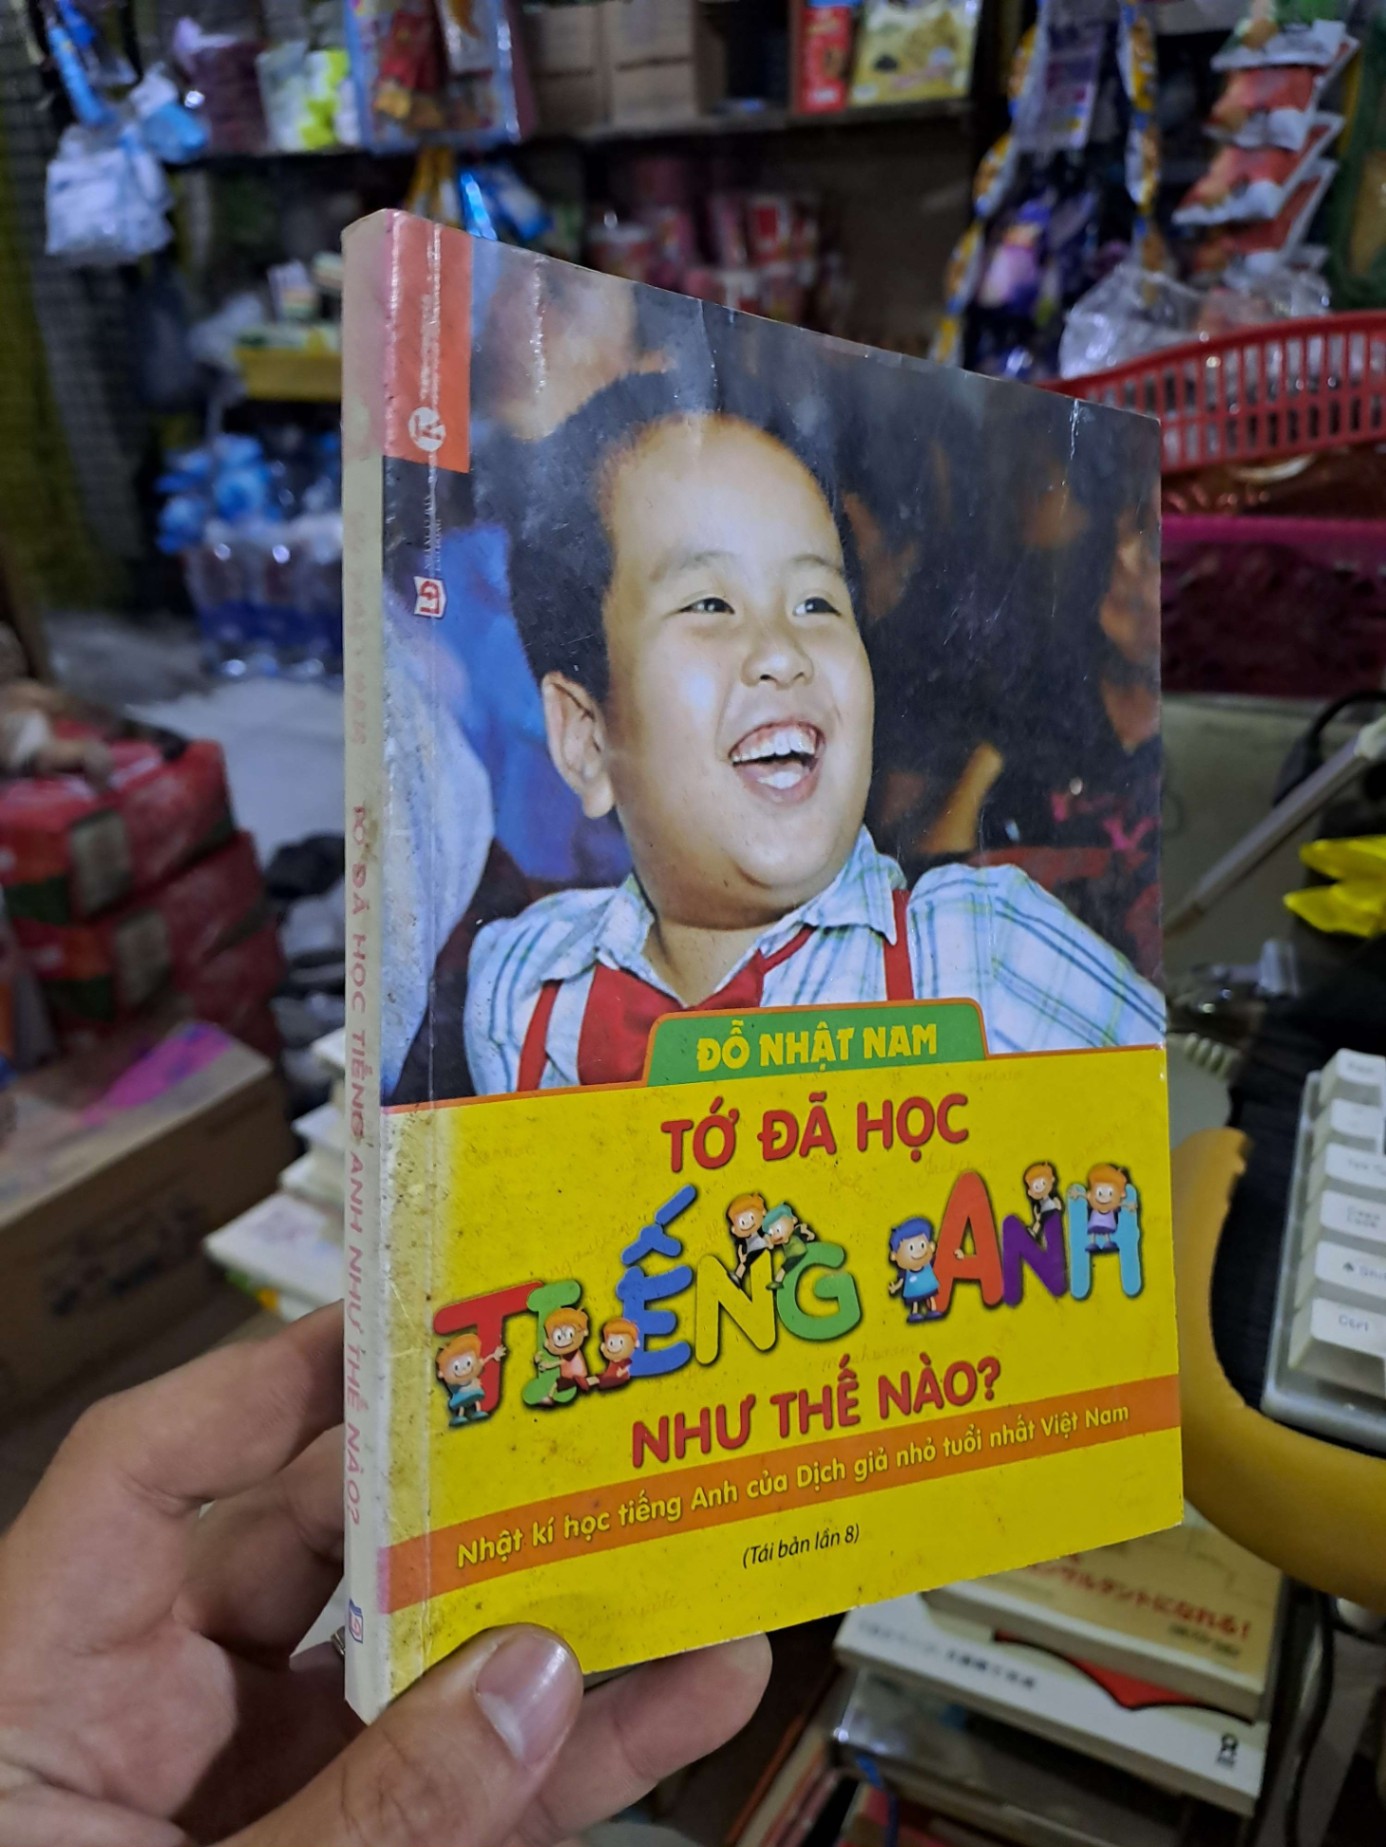 ĐỖ NHẬT NAM
TỚ ĐÃ HỌC
TIẾNG ANH
NHƯ THẾ NÀO?
Nhật kí học tiếng Anh của Dịch giả nhỏ tuổi nhất Việt Nam
(Tái bản lần 8)
TỚ ĐÃ HỌC TIẾNG ANH NHƯ THẾ NÀO?
Ctrl